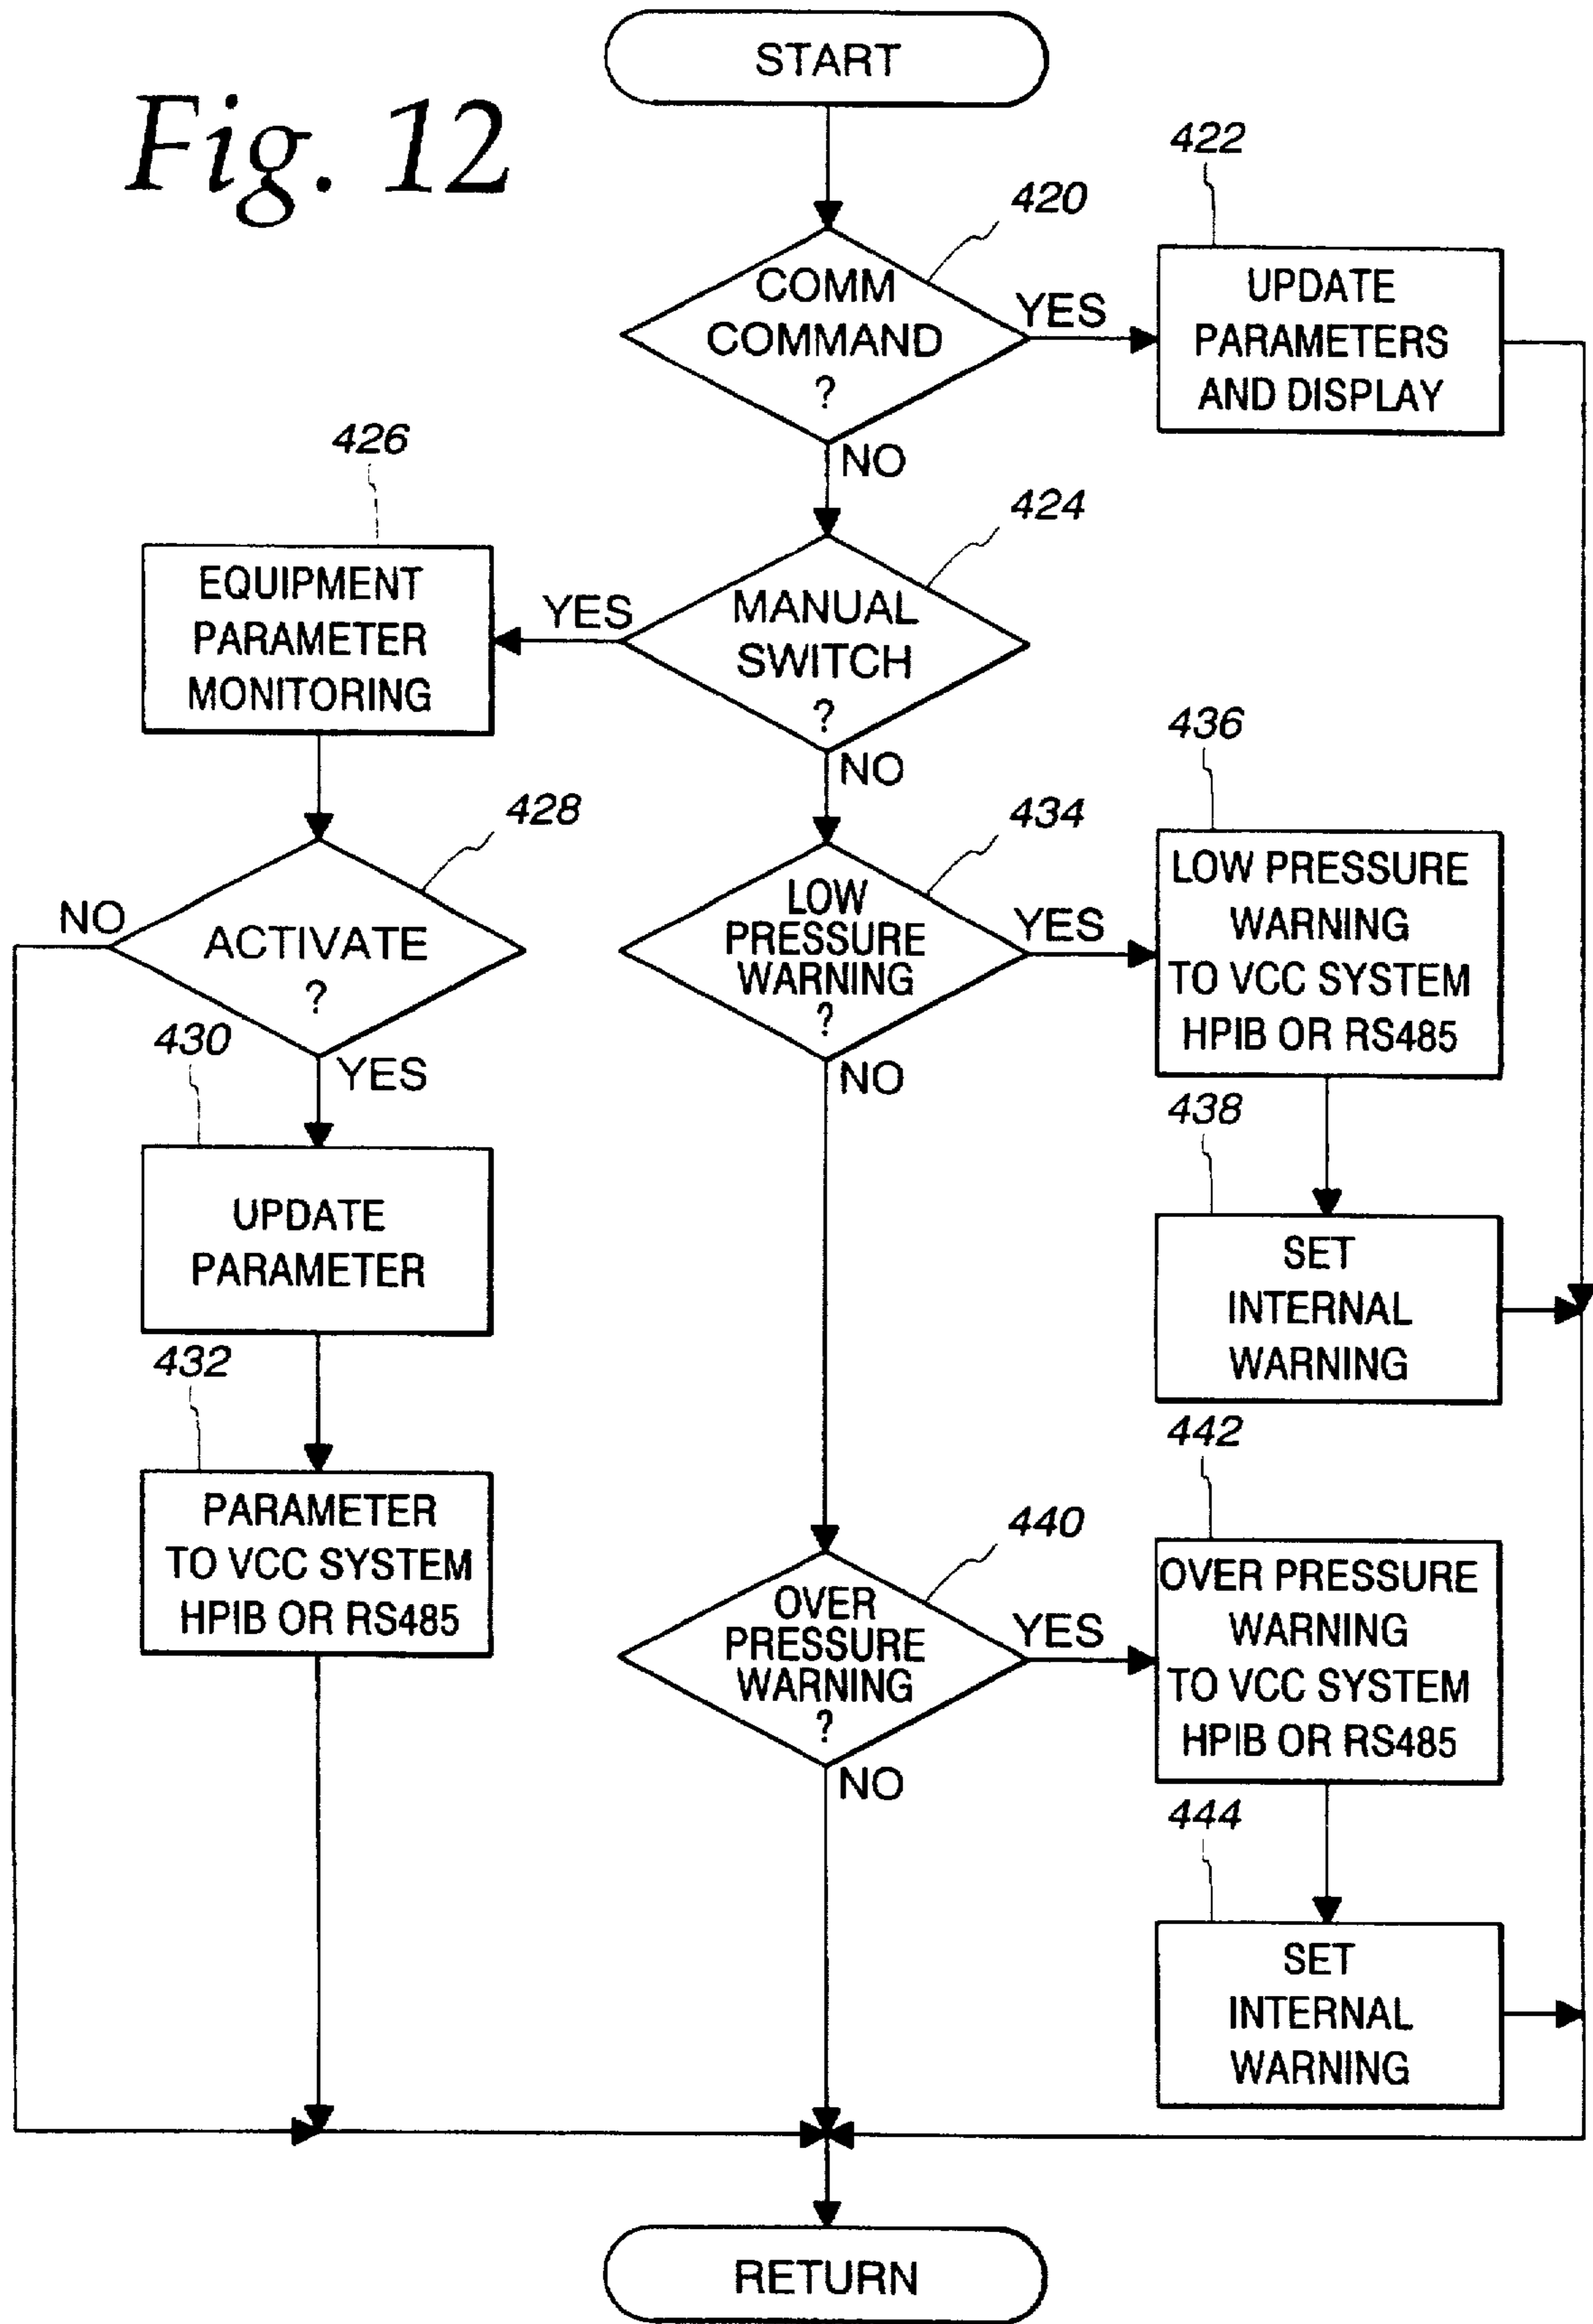 Fig. 12
START
420
COMM
COMMAND
?
YES
NO
422
UPDATE
PARAMETERS
AND DISPLAY
424
MANUAL
SWITCH
?
YES
NO
426
EQUIPMENT
PARAMETER
MONITORING
428
ACTIVATE
?
NO
YES
430
UPDATE
PARAMETER
432
PARAMETER
TO VCC SYSTEM
HPIB OR RS485
434
LOW
PRESSURE
WARNING
?
YES
NO
436
LOW PRESSURE
WARNING
TO VCC SYSTEM
HPIB OR RS485
438
SET
INTERNAL
WARNING
440
OVER
PRESSURE
WARNING
?
YES
NO
442
OVER PRESSURE
WARNING
TO VCC SYSTEM
HPIB OR RS485
444
SET
INTERNAL
WARNING
RETURN